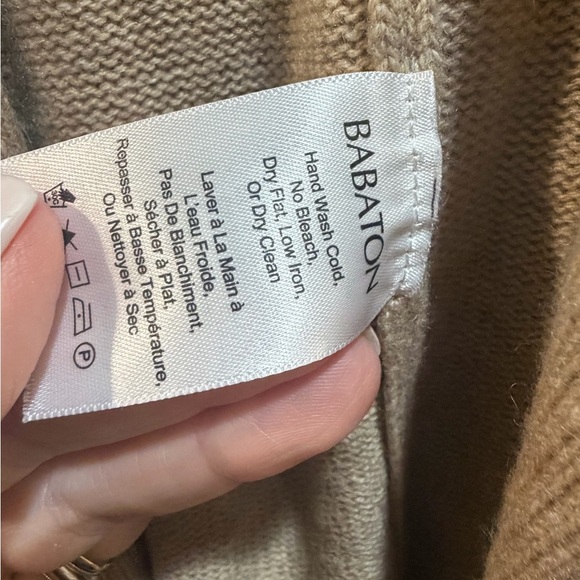 BABATON
Hand Wash Cold,
No Bleach,
Dry Flat, Low Iron,
Or Dry Clean
Laver à La Main à
L'eau Froide,
Pas De Blanchiment,
Sécher à Plat,
Repasser à Basse Température,
Ou Nettoyer à Sec
P